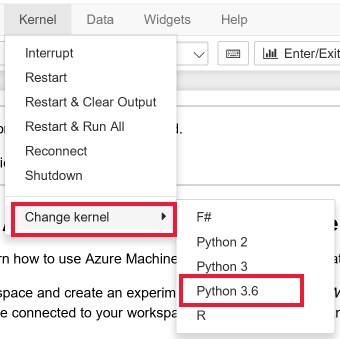 Kernel Data Widgets Help
Interrupt
Enter/Exit
Restart
Restart & Clear Output
Restart & Run All
d.
Reconnect
Shutdown
Change kernel
F#
Python 2
rn how to use Azure Machine
Python 3
space and create an experim
Python 3.6
e connected to your workspa
R